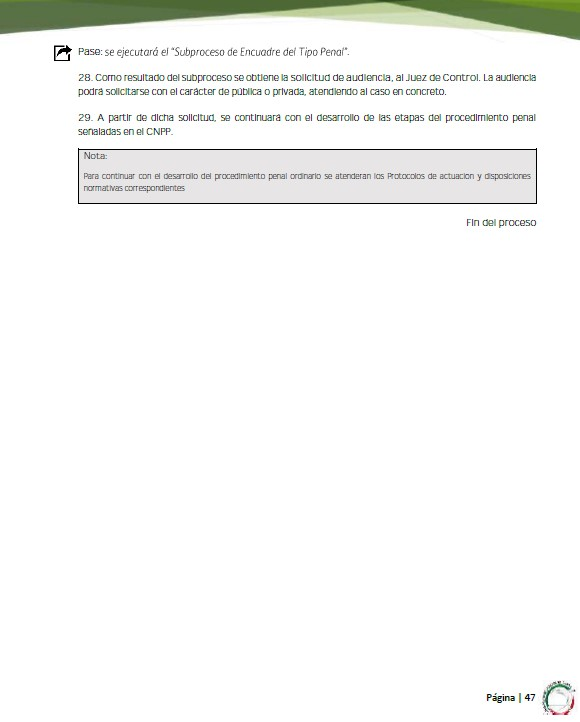 Pase: se ejecutará el "Subproceso de Encuadre del Tipo Penal".
28. Como resultado del subproceso se obtiene la solicitud de audiencia, al Juez de Control. La audiencia
podrá solicitarse con el carácter de pública o privada, atendiendo al caso en concreto.
29. A partir de dicha solicitud, se continuará con el desarrollo de las etapas del procedimiento penal
señaladas en el CNPP.
Nota:
Para continuar con el desarrollo del procedimiento penal ordinario se atenderán los Protocolos de actuación y disposiciones
normativas correspondientes
Fin del proceso
Página | 47